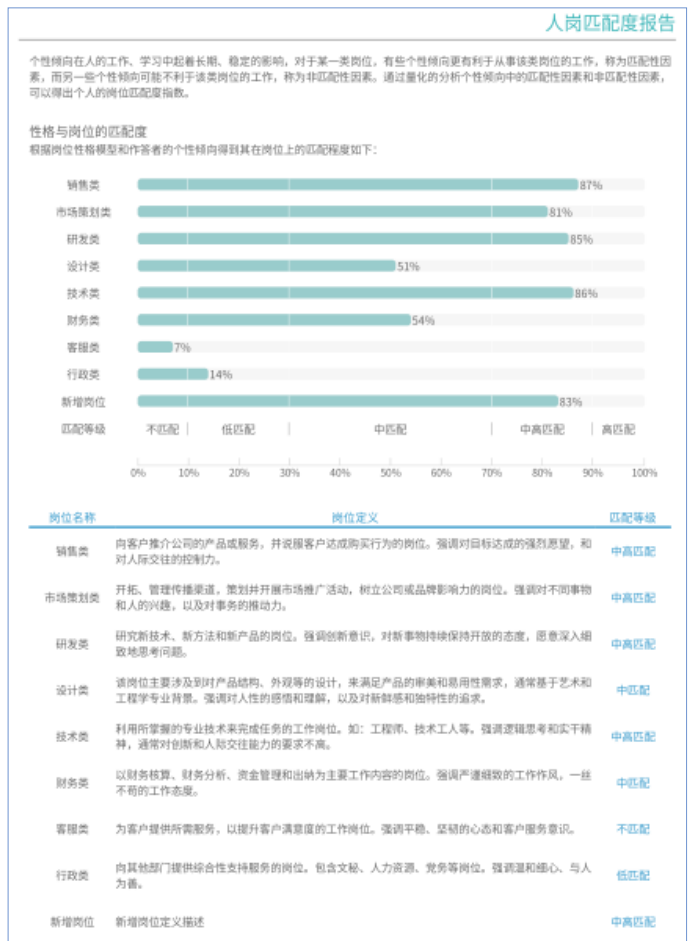 人岗匹配度报告
个性倾向在人的工作、学习中起着长期、稳定的影响，对于某一类岗位，有些个性倾向更有利于从事该类岗位的工作，称为匹配性因
素，而另一些个性倾向可能不利于该类岗位的工作，称为非匹配性因素。通过量化的分析个性倾向中的匹配性因素和非匹配性因素，
可以得出个人的岗位匹配度指数。
性格与岗位的匹配度
根据岗位性格模型和作答者的个性倾向得到其在岗位上的匹配程度如下：
销售类 87%
市场策划类 81%
研发类 85%
设计类 51%
技术类 86%
财务类 54%
客服类 7%
行政类 14%
新增岗位 83%
匹配等级 不匹配 低匹配 中匹配 中高匹配 高匹配
0% 10% 20% 30% 40% 50% 60% 70% 80% 90% 100%
岗位名称 岗位定义 匹配等级
向客户推介公司的产品或服务，并说服客户达成购买行为的岗位。强调对目标达成的强烈愿望，和
销售类 中高匹配
对人际交往的控制力。
开拓、管理传播渠道，策划并开展市场推广活动，树立公司或品牌影响力的岗位。强调对不同事物
市场策划类 中高匹配
和人的兴趣，以及对事务的推动力。
研究新技术、新方法和新产品的岗位。强调创新意识，对新事物持续保持开放的态度，愿意深入细
研发类 中高匹配
致地思考问题。
该岗位主要涉及到对产品结构、外观等的设计，来满足产品的审美和易用性需求，通常基于艺术和
设计类 中匹配
工程学专业背景。强调对人性的感悟和理解，以及对新鲜感和独特性的追求。
利用所掌握的专业技术来完成任务的工作岗位。如：工程师、技术工人等。强调逻辑思考和实干精
技术类 中高匹配
神，通常对创新和人际交往能力的要求不高。
以财务核算、财务分析、资金管理和出纳为主要工作内容的岗位。强调严谨细致的工作作风，一丝
财务类 中匹配
不苟的工作态度。
客服类 为客户提供所需服务，以提升客户满意度的工作岗位。强调平稳、坚韧的心态和客户服务意识。 不匹配
向其他部门提供综合性支持服务的岗位。包含文秘、人力资源、党务等岗位。强调温和细心、与人
行政类 低匹配
为善。
新增岗位 新增岗位定义描述 中高匹配